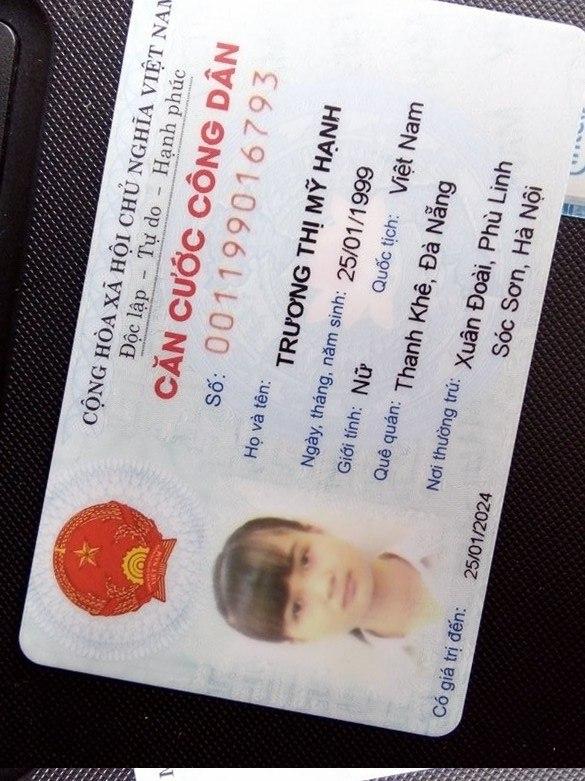 CỘNG HÒA XÃ HỘI CHỦ NGHĨA VIỆT NAM
Độc lập - Tự do - Hạnh phúc
CĂN CƯỚC CÔNG DÂN
Số: 001199016793
Họ và tên:
TRƯƠNG THỊ MỸ HẠNH
Ngày, tháng, năm sinh: 25/01/1999
Giới tính: Nữ Quốc tịch: Việt Nam
Quê quán: Thanh Khê, Đà Nẵng
Nơi thường trú: Xuân Đoài, Phù Linh
Sóc Sơn, Hà Nội
Có giá trị đến: 25/01/2024